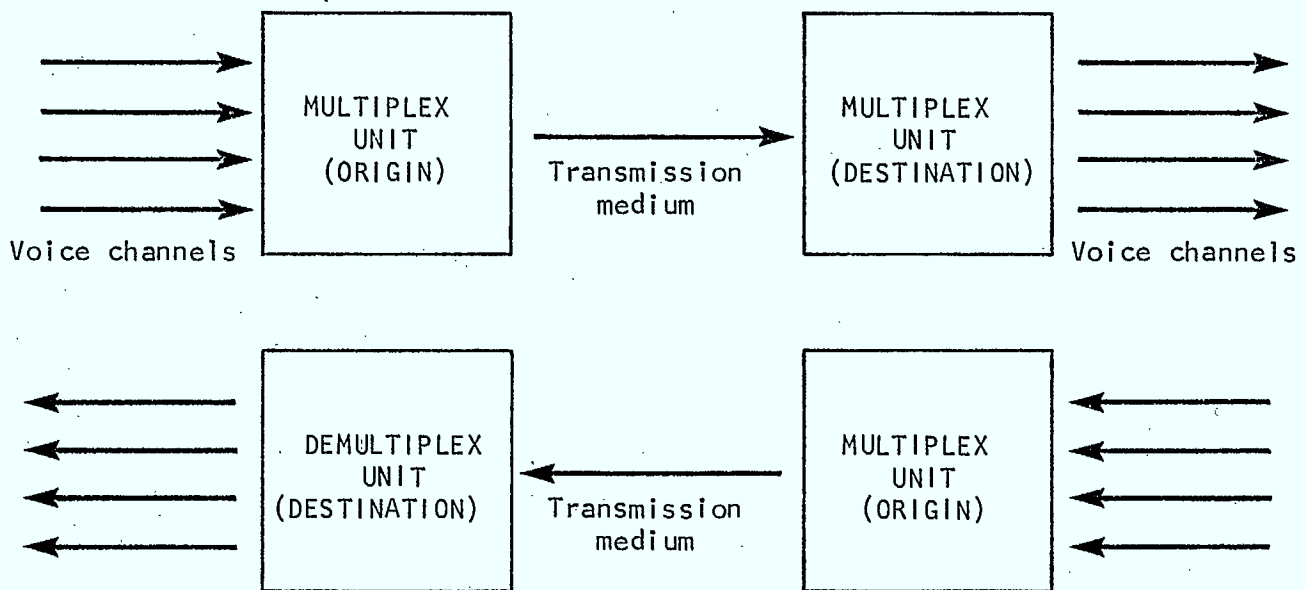 MULTIPLEX
UNIT
(ORIGIN)
Transmission
medium
MULTIPLEX
UNIT
(DESTINATION)
Voice channels
Voice channels
DEMULTIPLEX
UNIT
(DESTINATION)
Transmission
medium
MULTIPLEX
UNIT
(ORIGIN)